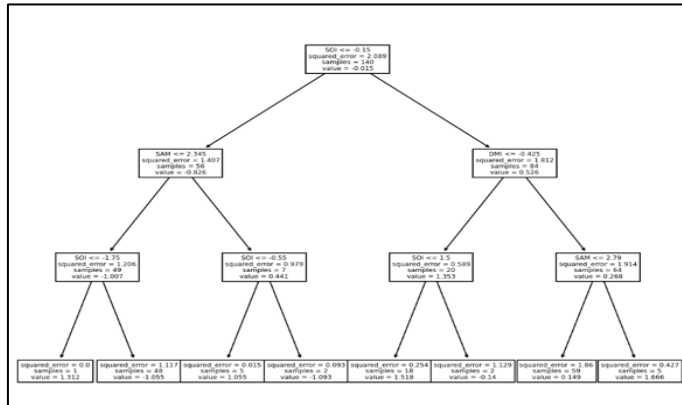 SOI <= -0.15
squared_error = 2.089
samples = 140
value = -0.015
SAM <= 2.345
squared_error = 1.407
samples = 56
value = -0.826
DMI <= -0.425
squared_error = 1.812
samples = 84
value = 0.526
SOI <= -1.75
squared_error = 1.206
samples = 49
value = -1.007
SOI <= -0.55
squared_error = 0.979
samples = 7
value = 0.441
SOI <= 1.5
squared_error = 0.589
samples = 20
value = 1.353
SAM <= 2.79
squared_error = 1.914
samples = 64
value = 0.268
squared_error = 0.0
samples = 1
value = 1.312
squared_error = 1.117
samples = 48
value = -1.055
squared_error = 0.015
samples = 5
value = 1.055
squared_error = 0.093
samples = 2
value = -1.093
squared_error = 0.254
samples = 18
value = 1.518
squared_error = 1.129
samples = 2
value = -0.14
squared_error = 1.86
samples = 59
value = 0.149
squared_error = 0.427
samples = 5
value = 1.666